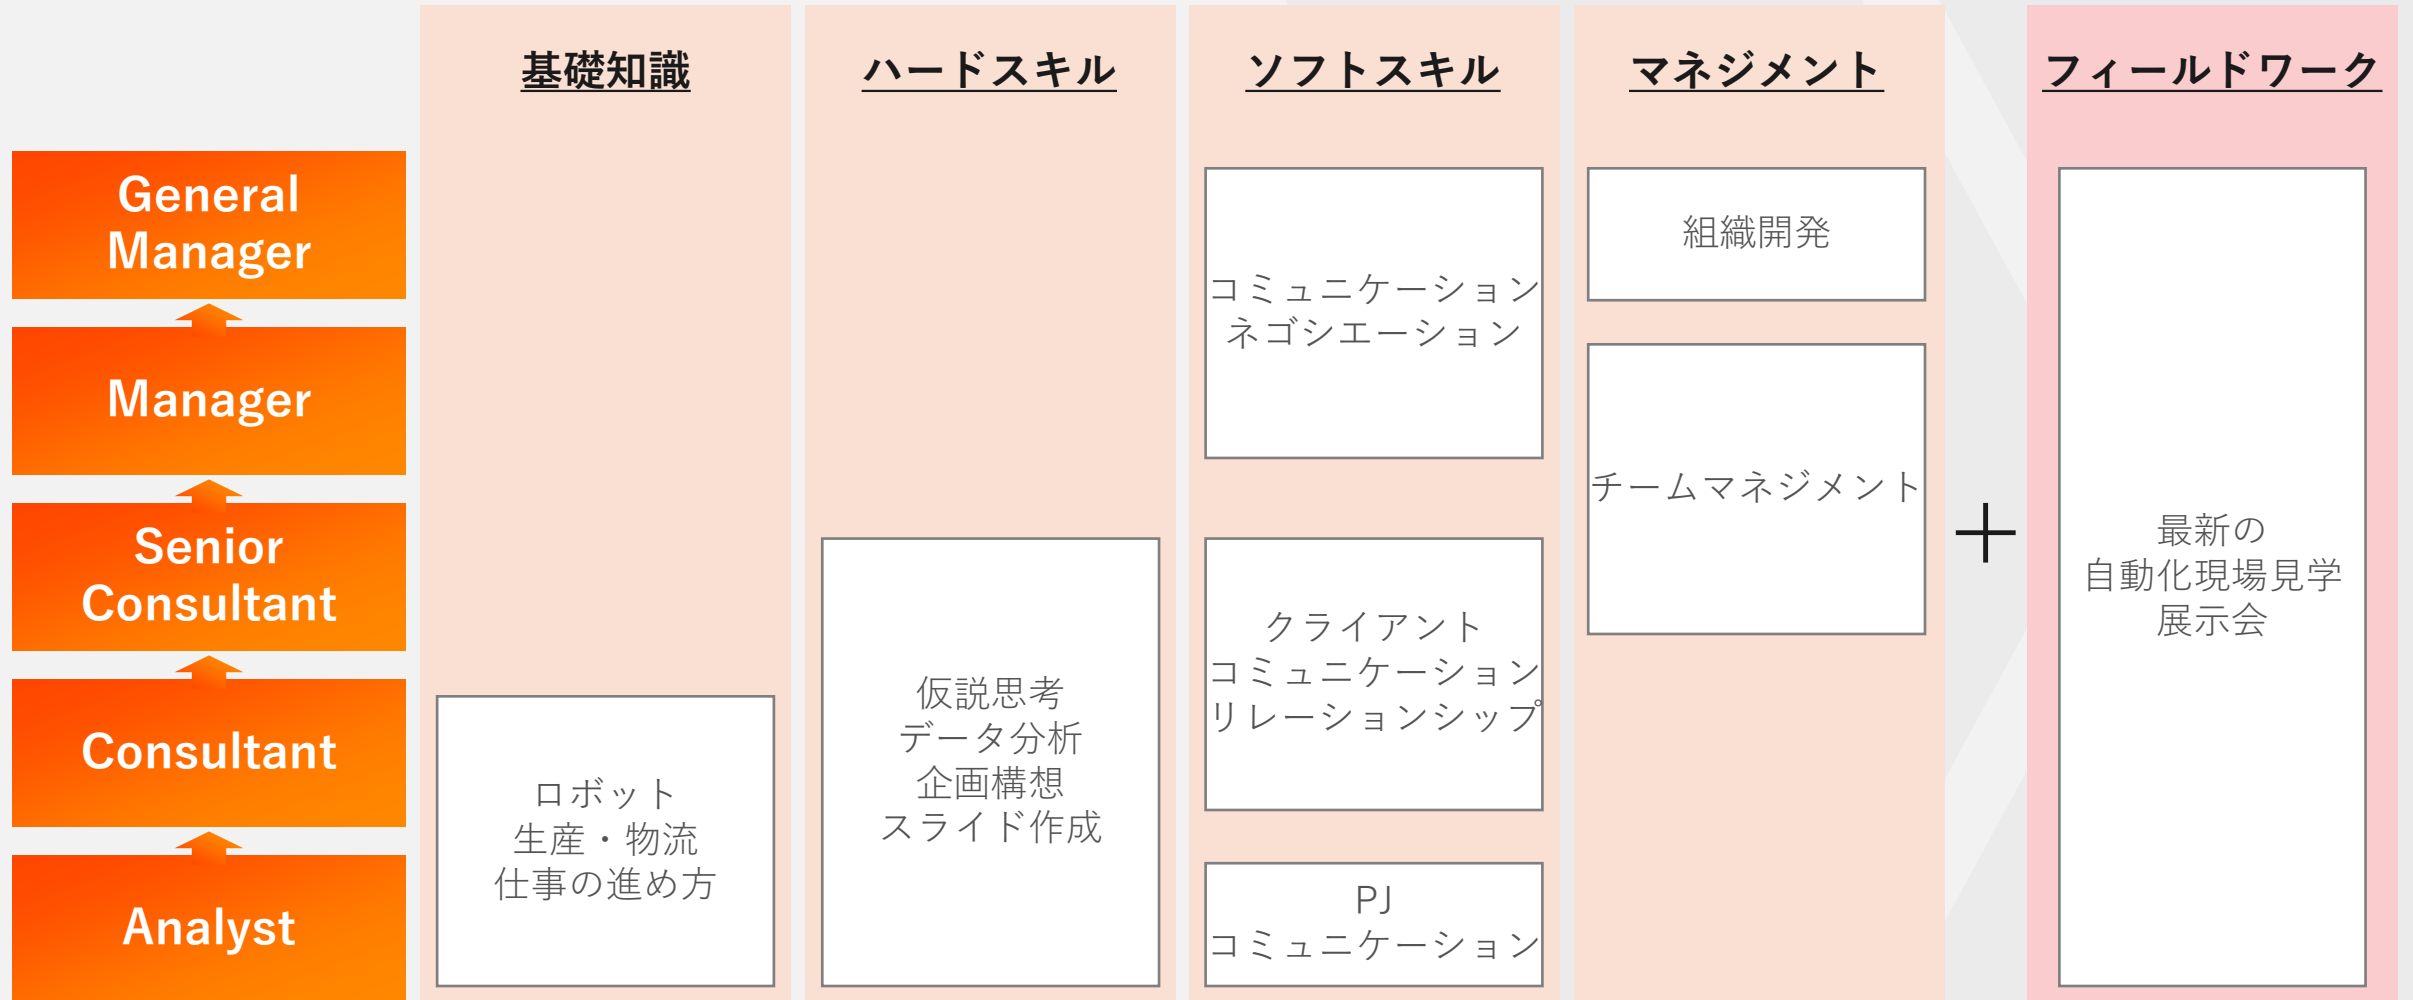 基礎知識
ハードスキル
ソフトスキル
マネジメント
フィールドワーク
General
Manager
Manager
Senior
Consultant
Consultant
Analyst
ロボット
生産・物流
仕事の進め方
仮説思考
データ分析
企画構想
スライド作成
コミュニケーション
ネゴシエーション
クライアント
コミュニケーション
リレーションシップ
PJ
コミュニケーション
組織開発
チームマネジメント
+
最新の
自動化現場見学
展示会